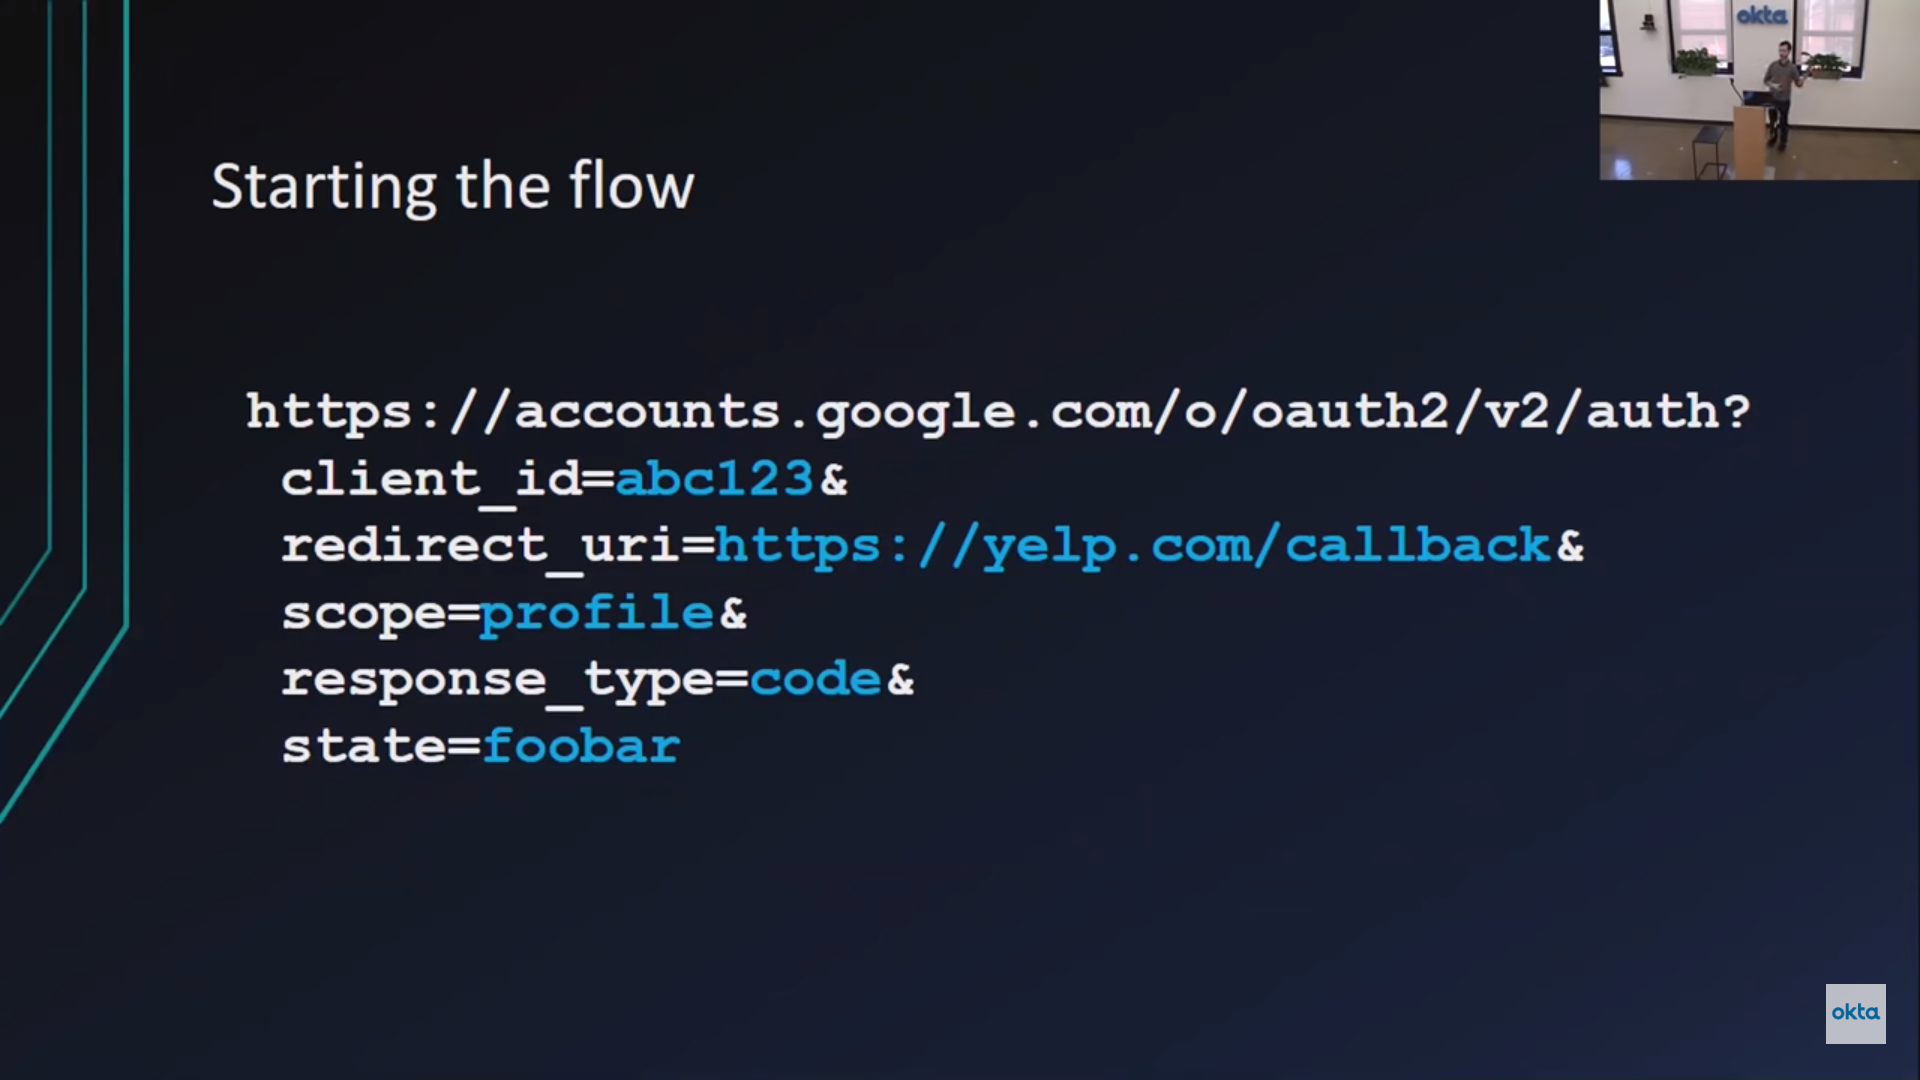 okta
Starting the flow
https://accounts.google.com/o/oauth2/v2/auth?
client_id=abc123&
redirect_uri=https://yelp.com/callback&
scope=profile&
response_type=code&
state=foobar
okta